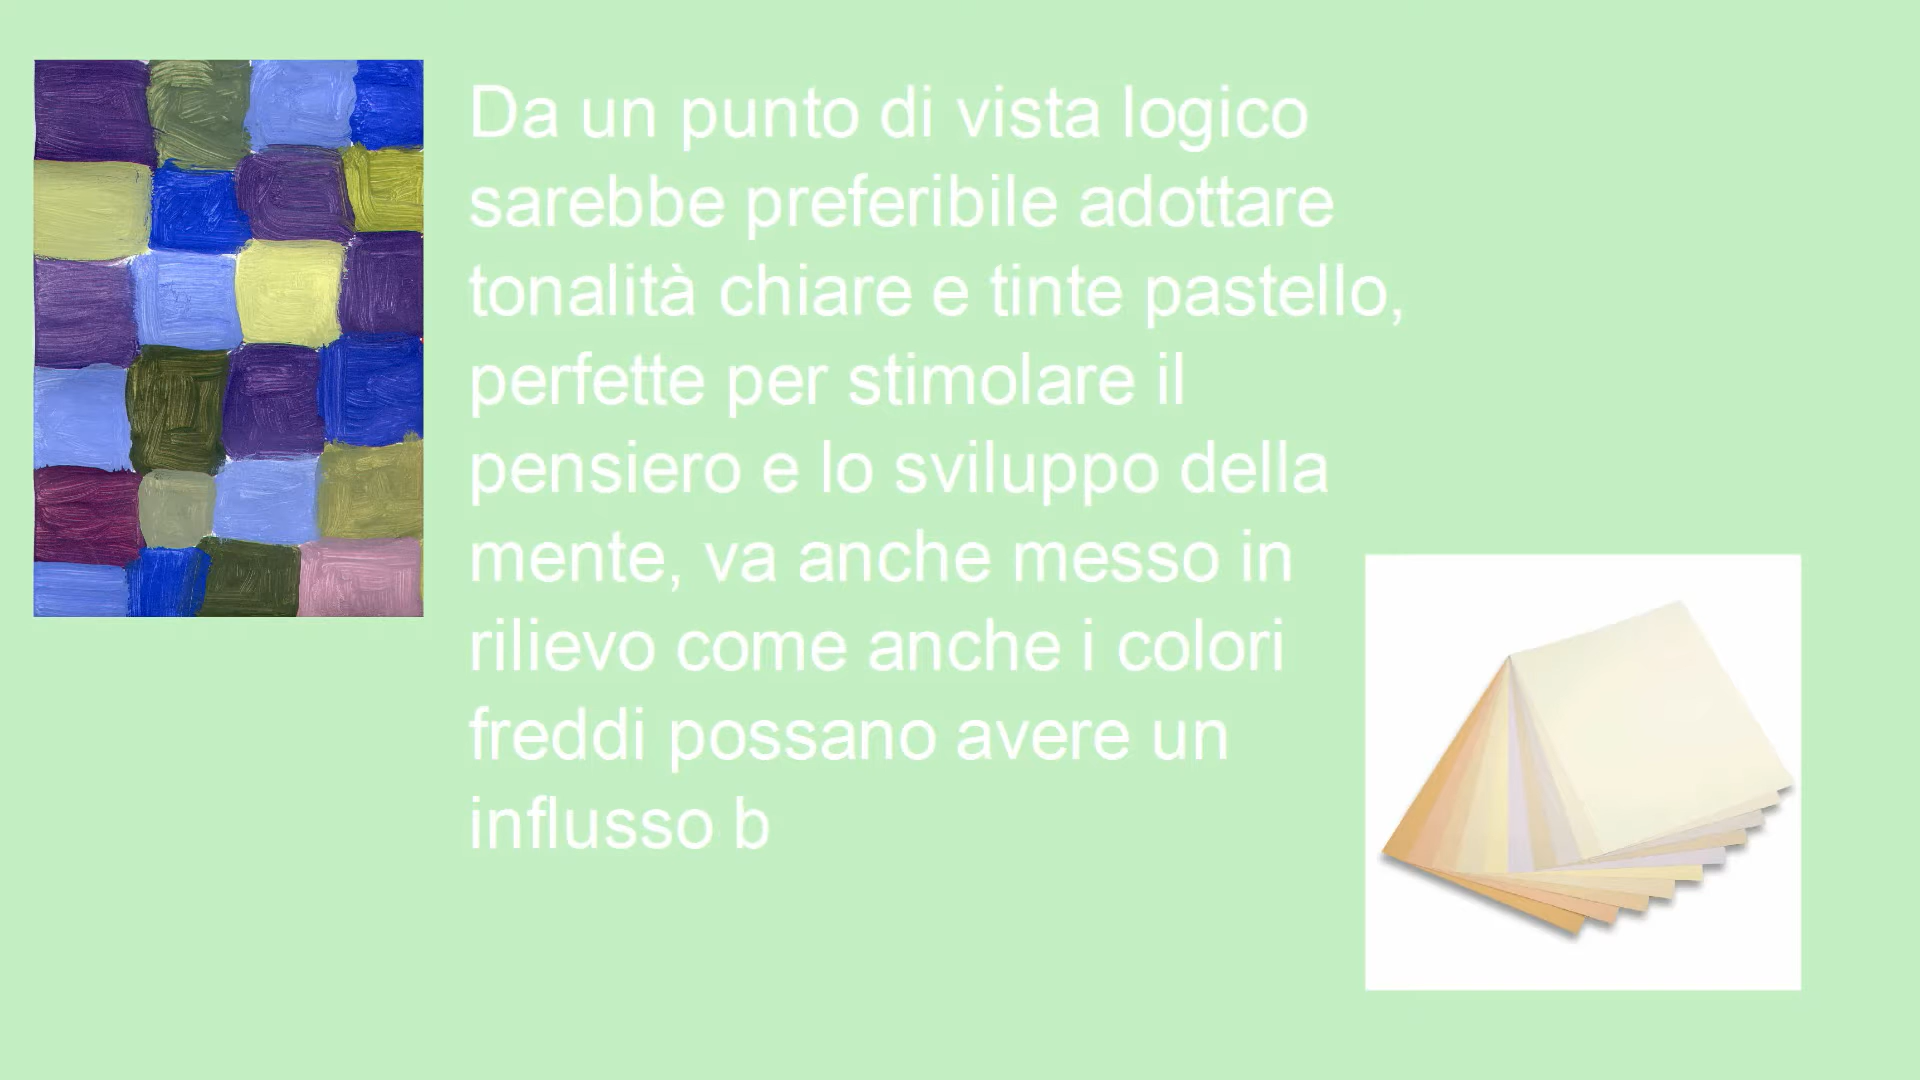 Da un punto di vista logico
sarebbe preferibile adottare
tonalità chiare e tinte pastello,
perfette per stimolare il
pensiero e lo sviluppo della
mente, va anche messo in
rilievo come anche i colori
freddi possano avere un
influsso b